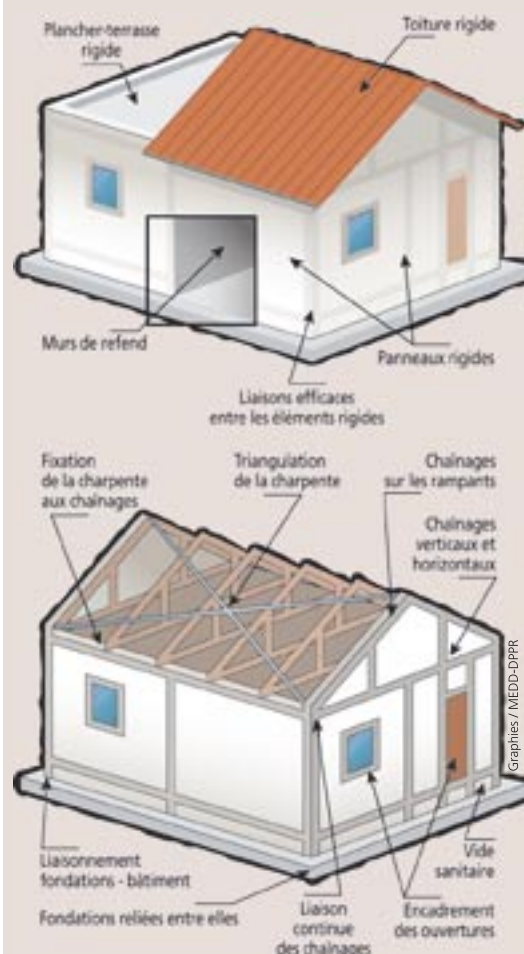 Plancher-terrasse
rigide
Toiture rigide
Murs de refend
Panneaux rigides
Liaisons efficaces
entre les éléments rigides
Fixation
de la charpente
aux chaînages
Triangulation
de la charpente
Chaînages
sur les rampants
Chaînages
verticaux et
horizontaux
Graphies / MEDD-DPPR
Liaisonnement
fondations - bâtiment
Fondations reliées entre elles
Liaison
continue
des chaînages
Encadrement
des ouvertures
Vide
sanitaire